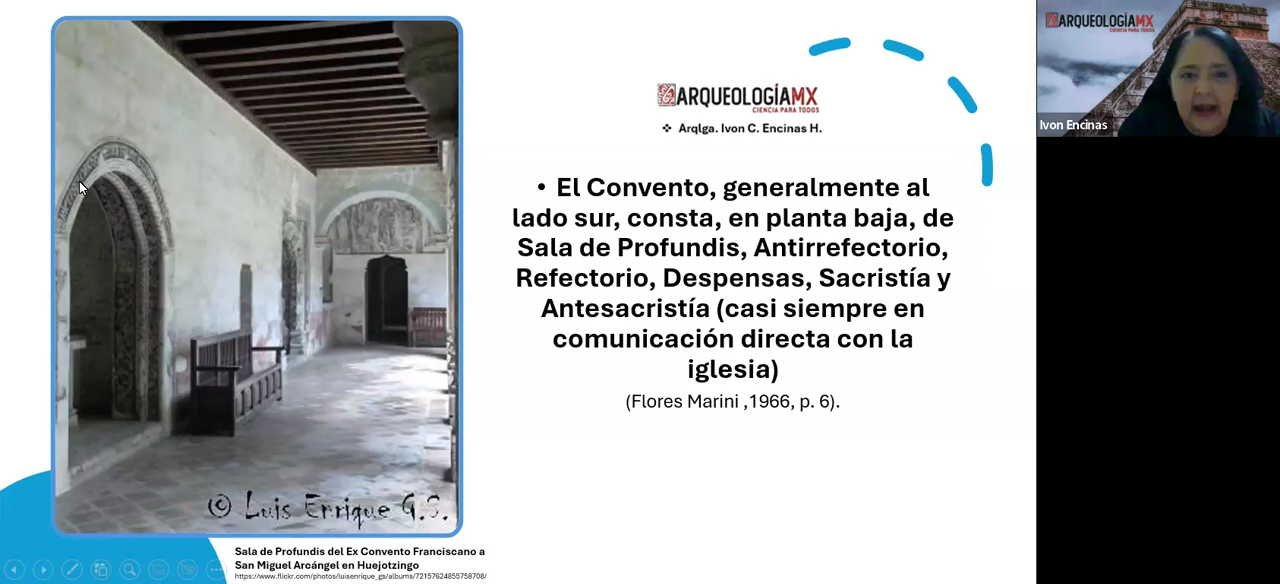 ARQUEOLOGÍAMX
CIENCIA PARA TODOS
❖ Arqlga. Ivon C. Encinas H.
• El Convento, generalmente al
lado sur, consta, en planta baja, de
Sala de Profundis, Antirrefectorio,
Refectorio, Despensas, Sacristía y
Antesacristía (casi siempre en
comunicación directa con la
iglesia)
(Flores Marini ,1966, p. 6).
© Luis Enrique G.S.
Sala de Profundis del Ex Convento Franciscano a
San Miguel Arcángel en Huejotzingo
https://www.flickr.com/photos/luisenrique_gs/albums/72157624855758708/
ARQUEOLOGÍAMX
CIENCIA PARA TODOS
Ivon Encinas